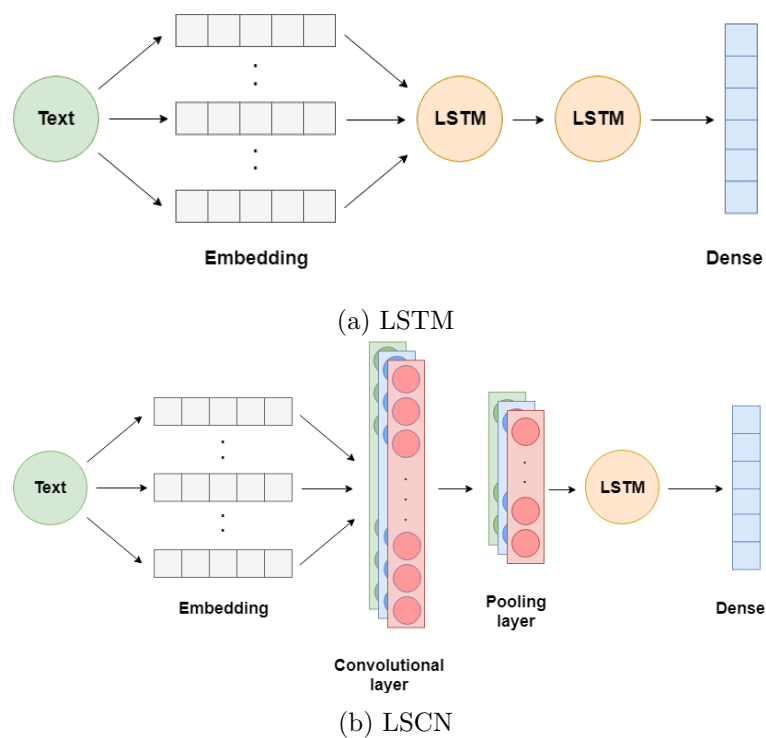 Text
LSTM
LSTM
Embedding
Dense
(a) LSTM
Text
LSTM
Embedding
Pooling
layer
Dense
Convolutional
layer
(b) LSCN